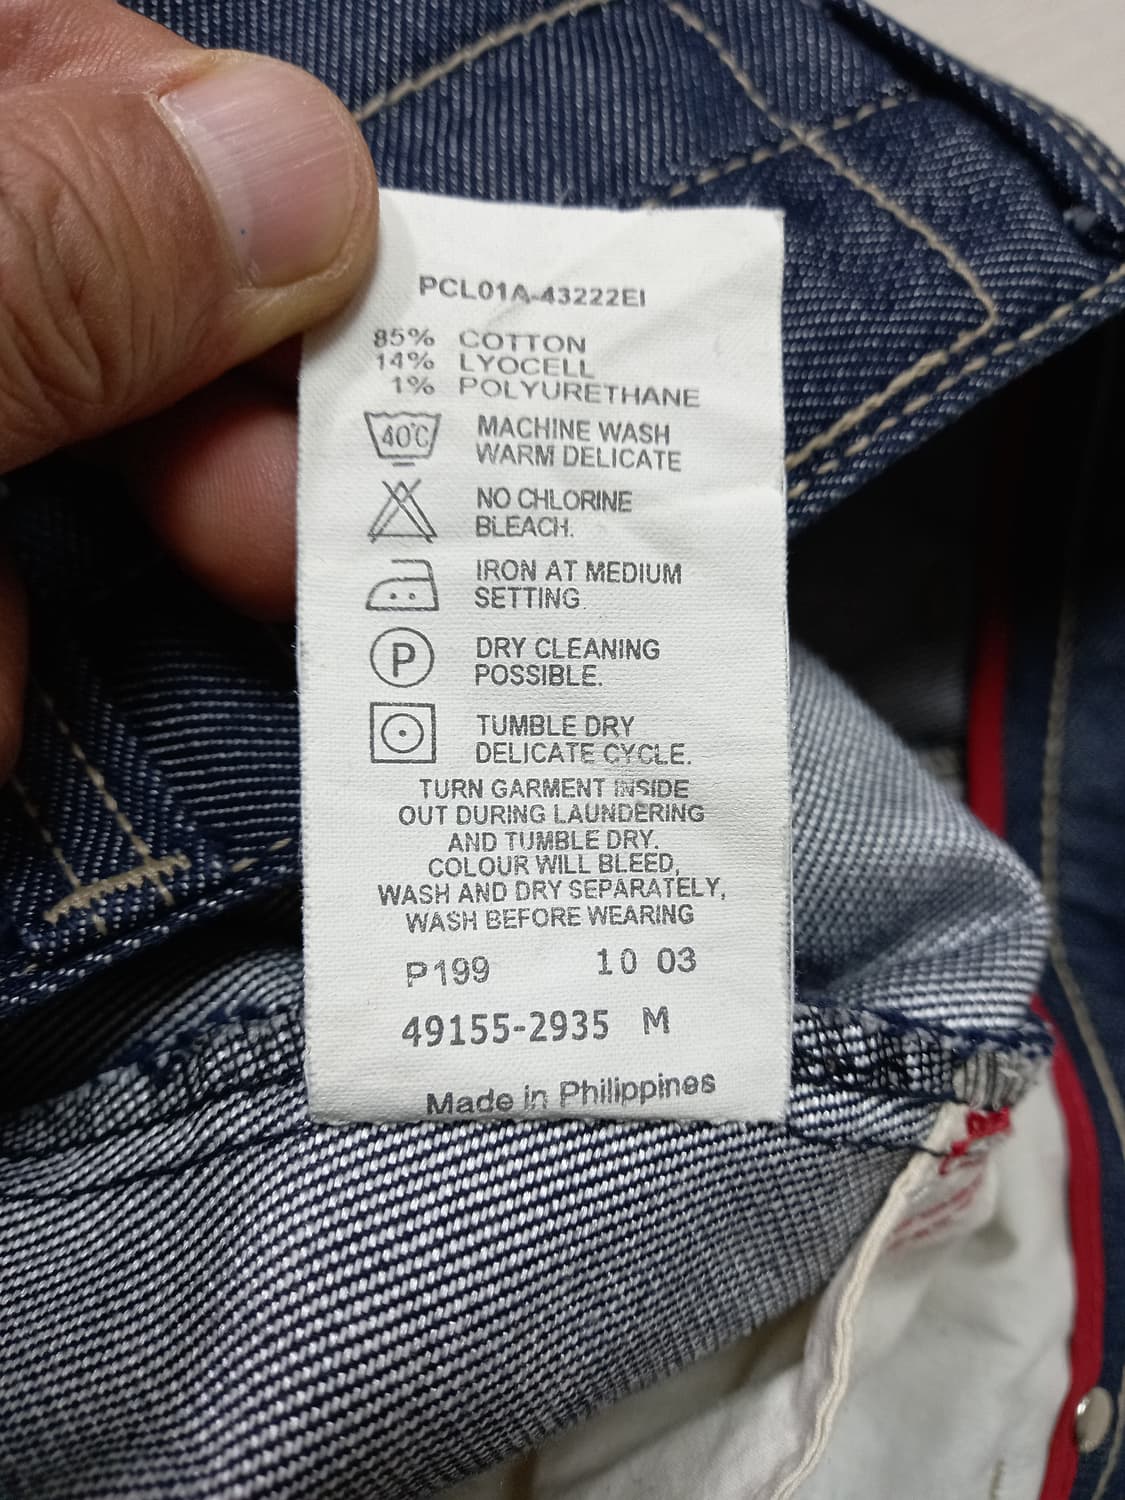 PCL01A-43222EI
85% COTTON
14% LYOCELL
1% POLYURETHANE
40°C MACHINE WASH
WARM DELICATE
NO CHLORINE
BLEACH.
IRON AT MEDIUM
SETTING.
P DRY CLEANING
POSSIBLE.
TUMBLE DRY
DELICATE CYCLE.
TURN GARMENT INSIDE
OUT DURING LAUNDERING
AND TUMBLE DRY.
COLOUR WILL BLEED,
WASH AND DRY SEPARATELY,
WASH BEFORE WEARING
P199 10 03
49155-2935 M
Made in Philippines